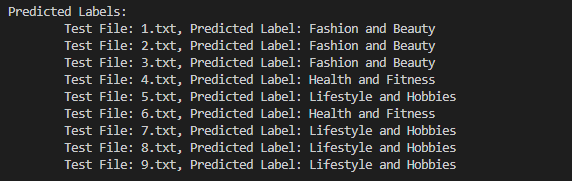 Predicted Labels:
Test File: 1.txt, Predicted Label: Fashion and Beauty
Test File: 2.txt, Predicted Label: Fashion and Beauty
Test File: 3.txt, Predicted Label: Fashion and Beauty
Test File: 4.txt, Predicted Label: Health and Fitness
Test File: 5.txt, Predicted Label: Lifestyle and Hobbies
Test File: 6.txt, Predicted Label: Health and Fitness
Test File: 7.txt, Predicted Label: Lifestyle and Hobbies
Test File: 8.txt, Predicted Label: Lifestyle and Hobbies
Test File: 9.txt, Predicted Label: Lifestyle and Hobbies